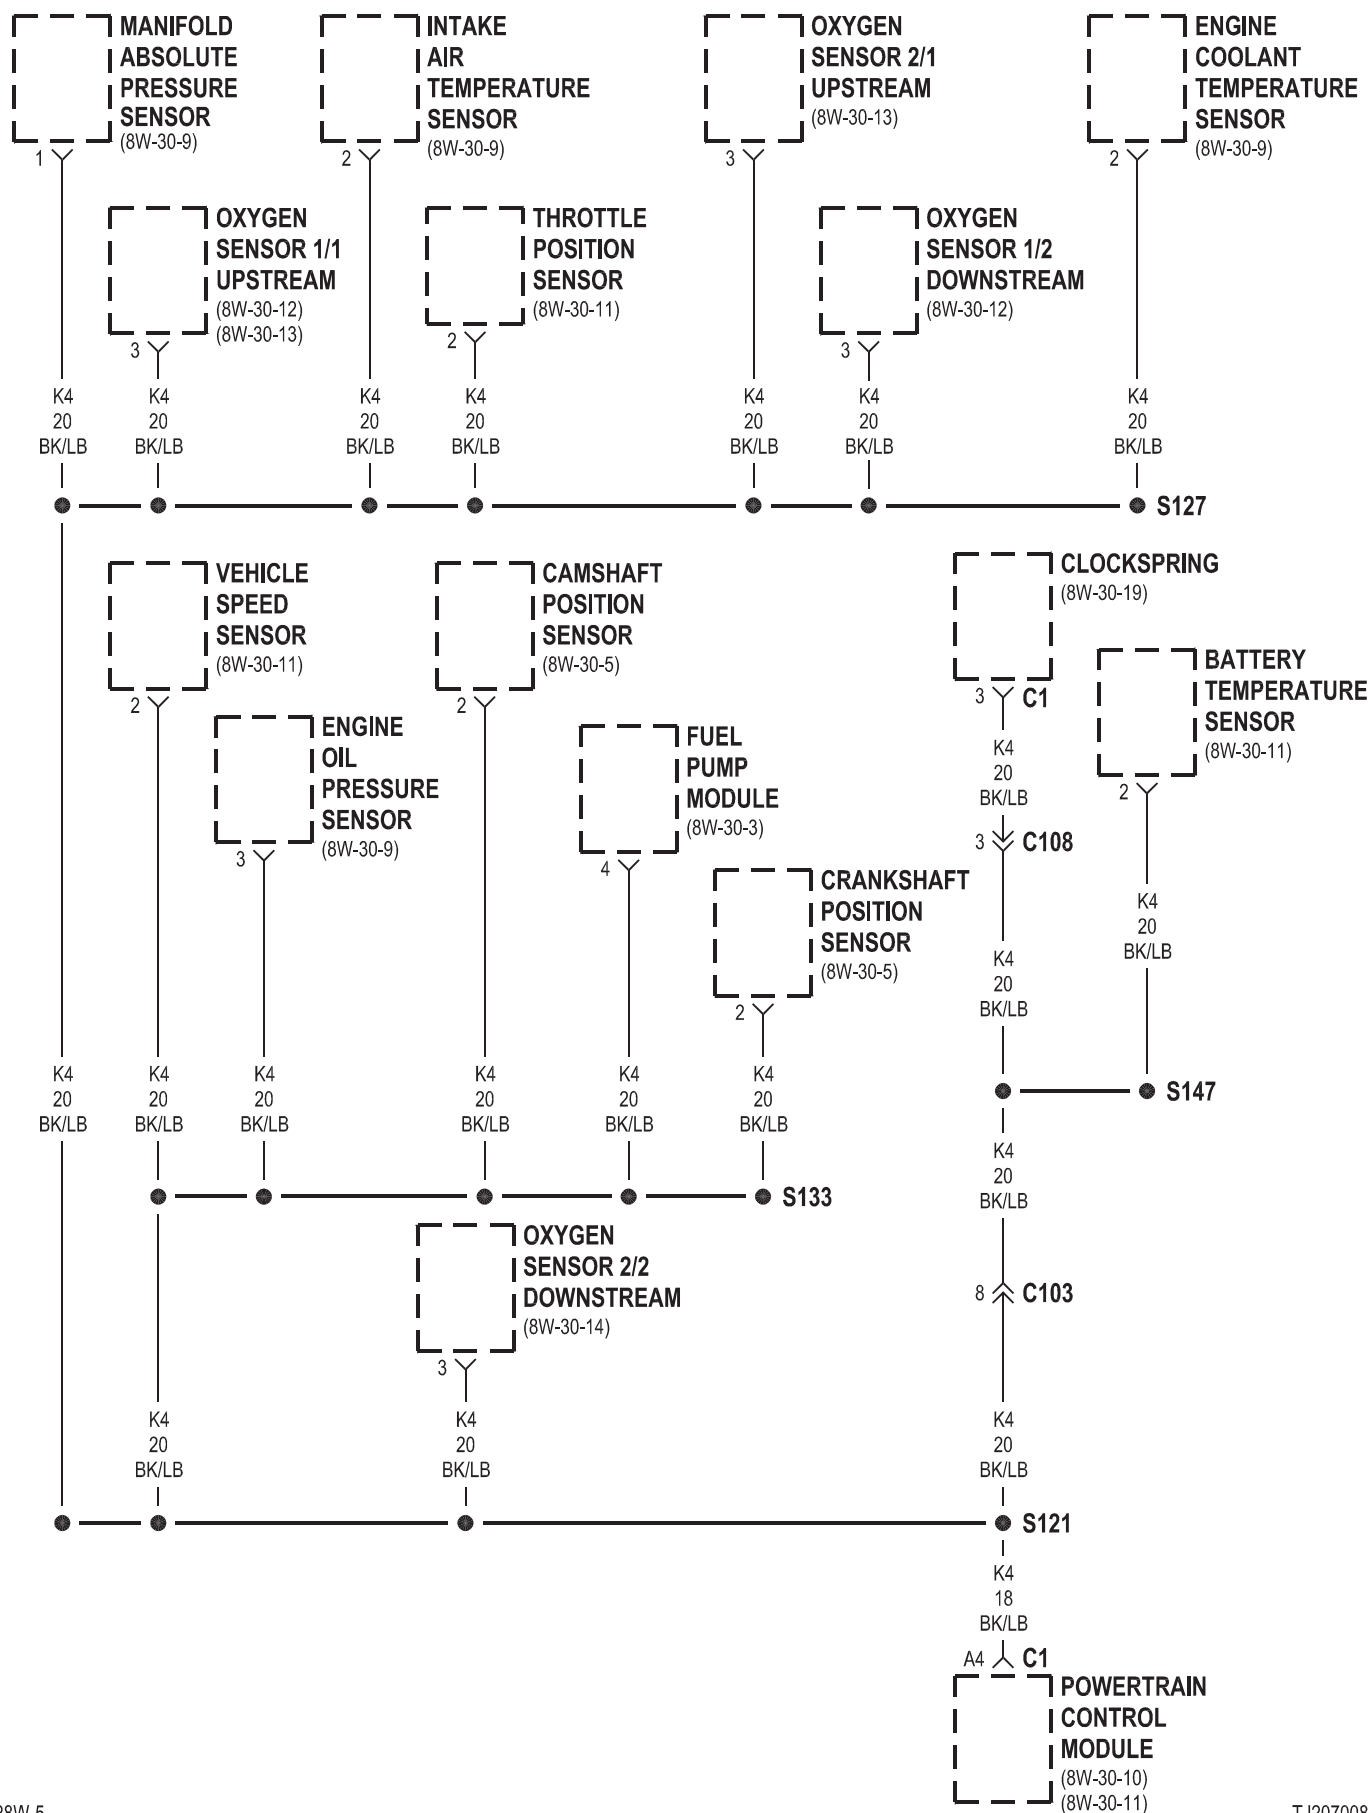 MANIFOLD
ABSOLUTE
PRESSURE
SENSOR
(8W-30-9)
1
INTAKE
AIR
TEMPERATURE
SENSOR
(8W-30-9)
2
OXYGEN
SENSOR 2/1
UPSTREAM
(8W-30-13)
3
ENGINE
COOLANT
TEMPERATURE
SENSOR
(8W-30-9)
2
OXYGEN
SENSOR 1/1
UPSTREAM
(8W-30-12)
(8W-30-13)
3
THROTTLE
POSITION
SENSOR
(8W-30-11)
2
OXYGEN
SENSOR 1/2
DOWNSTREAM
(8W-30-12)
3
K4 K4 K4 K4 K4 K4 K4
20 20 20 20 20 20 20
BK/LB BK/LB BK/LB BK/LB BK/LB BK/LB BK/LB
S127
VEHICLE
SPEED
SENSOR
(8W-30-11)
2
CAMSHAFT
POSITION
SENSOR
(8W-30-5)
2
CLOCKSPRING
(8W-30-19)
3 C1
K4
20
BK/LB
3 C108
BATTERY
TEMPERATURE
SENSOR
(8W-30-11)
2
ENGINE
OIL
PRESSURE
SENSOR
(8W-30-9)
3
FUEL
PUMP
MODULE
(8W-30-3)
4
CRANKSHAFT
POSITION
SENSOR
(8W-30-5)
2
K4
20
BK/LB
K4
20
BK/LB
K4 K4 K4 K4 K4 K4
20 20 20 20 20 20
BK/LB BK/LB BK/LB BK/LB BK/LB BK/LB
S147
K4
20
BK/LB
S133
OXYGEN
SENSOR 2/2
DOWNSTREAM
(8W-30-14)
3
8 C103
K4 K4 K4
20 20 20
BK/LB BK/LB BK/LB
S121
K4
18
BK/LB
A4 C1
POWERTRAIN
CONTROL
MODULE
(8W-30-10)
(8W-30-11)